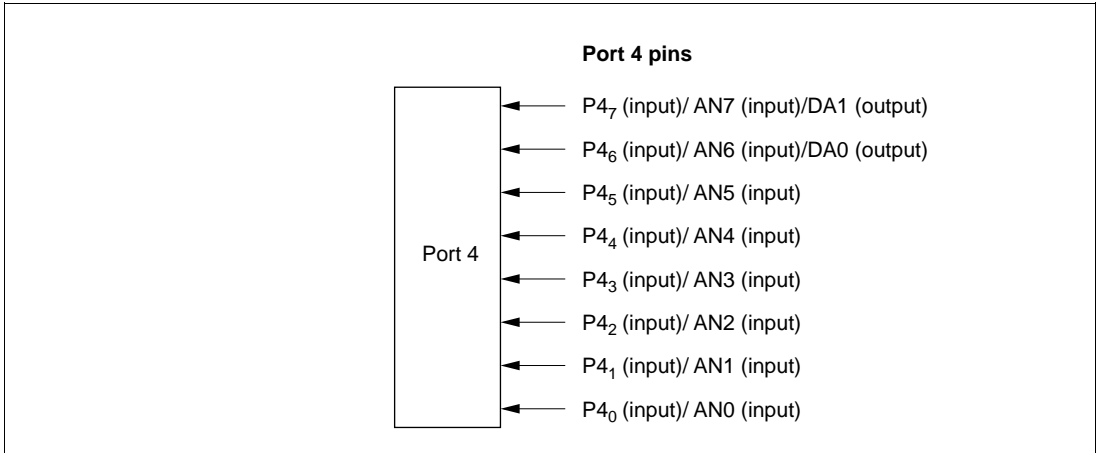 Port 4 pins
P4₇ (input)/ AN7 (input)/DA1 (output)
P4₆ (input)/ AN6 (input)/DA0 (output)
P4₅ (input)/ AN5 (input)
P4₄ (input)/ AN4 (input)
Port 4
P4₃ (input)/ AN3 (input)
P4₂ (input)/ AN2 (input)
P4₁ (input)/ AN1 (input)
P4₀ (input)/ AN0 (input)